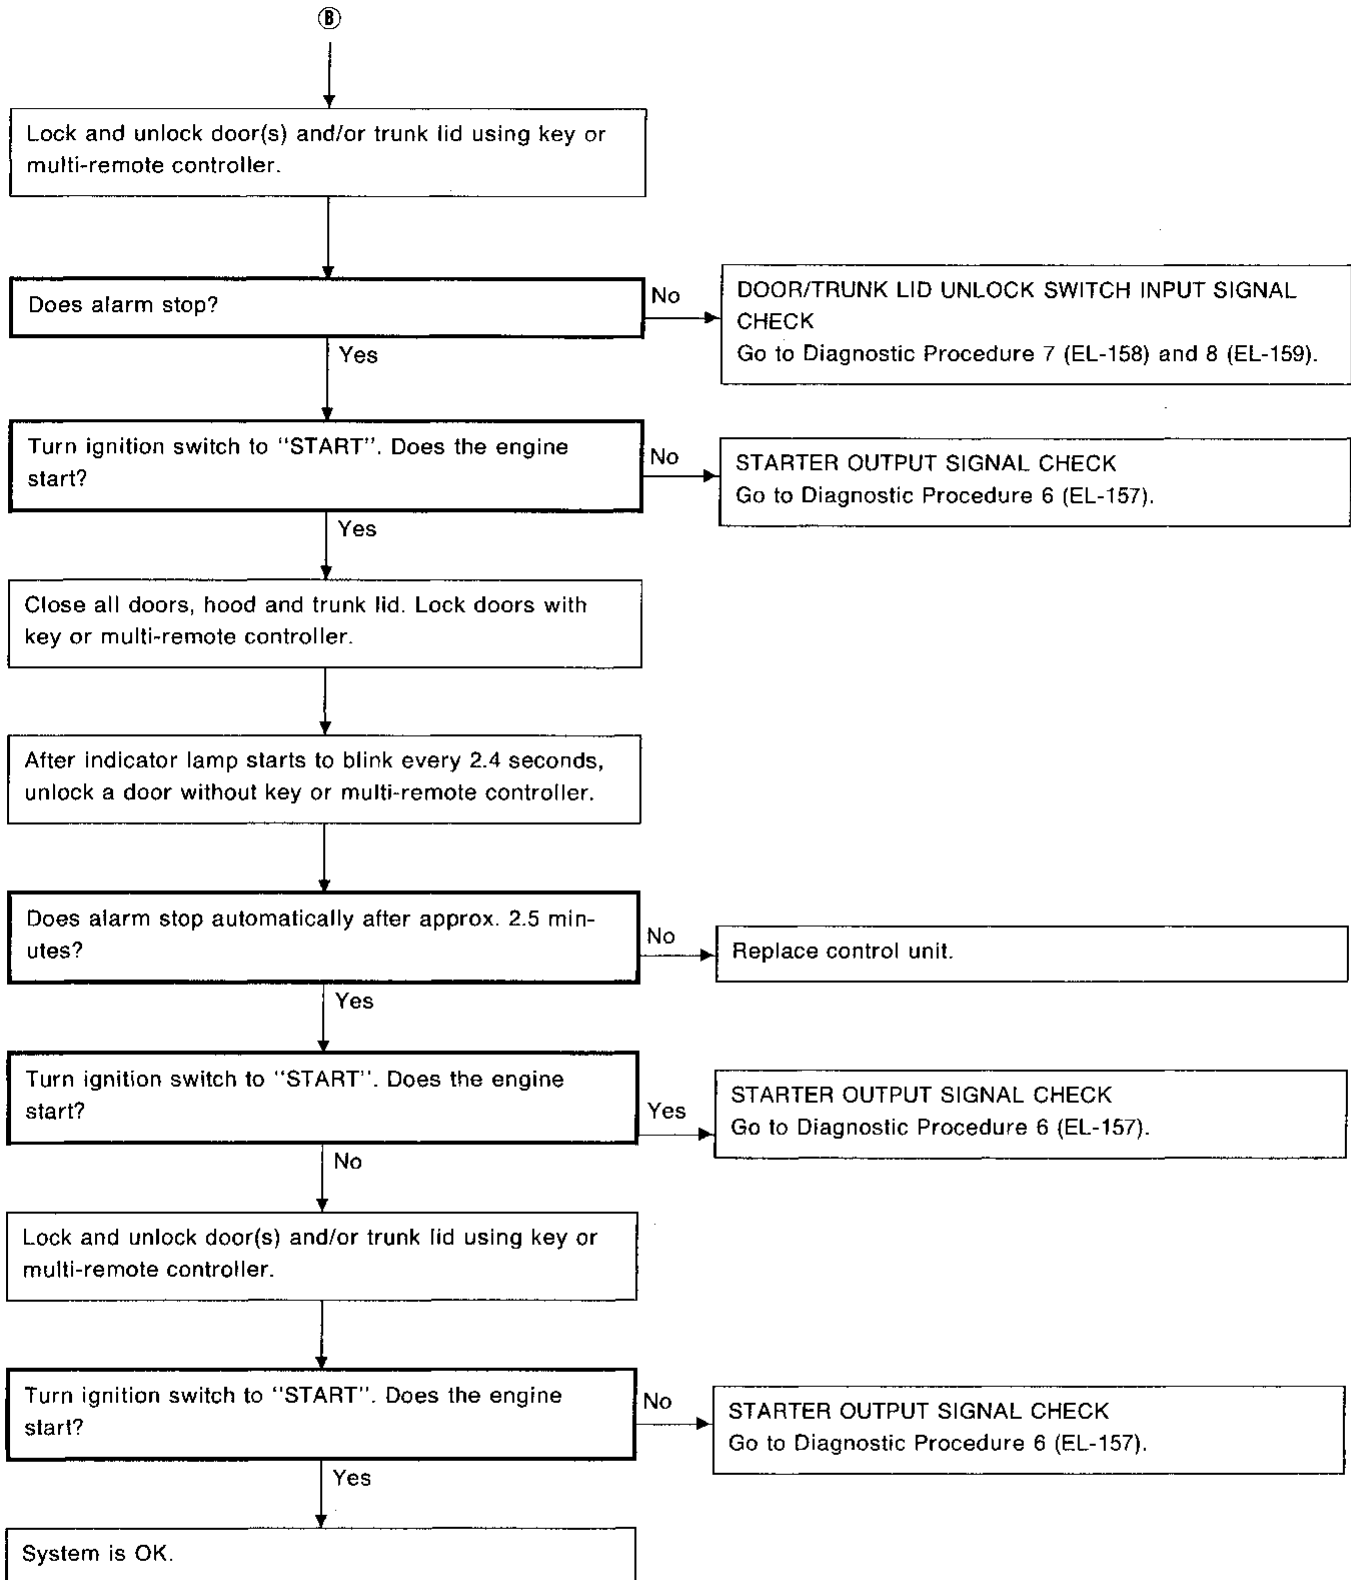 B
Lock and unlock door(s) and/or trunk lid using key or
multi-remote controller.
Does alarm stop?
No
DOOR/TRUNK LID UNLOCK SWITCH INPUT SIGNAL
CHECK
Go to Diagnostic Procedure 7 (EL-158) and 8 (EL-159).
Yes
Turn ignition switch to "START". Does the engine
start?
No
STARTER OUTPUT SIGNAL CHECK
Go to Diagnostic Procedure 6 (EL-157).
Yes
Close all doors, hood and trunk lid. Lock doors with
key or multi-remote controller.
After indicator lamp starts to blink every 2.4 seconds,
unlock a door without key or multi-remote controller.
Does alarm stop automatically after approx. 2.5 min-
utes?
No
Replace control unit.
Yes
Turn ignition switch to "START". Does the engine
start?
Yes
STARTER OUTPUT SIGNAL CHECK
Go to Diagnostic Procedure 6 (EL-157).
No
Lock and unlock door(s) and/or trunk lid using key or
multi-remote controller.
Turn ignition switch to "START". Does the engine
start?
No
STARTER OUTPUT SIGNAL CHECK
Go to Diagnostic Procedure 6 (EL-157).
Yes
System is OK.